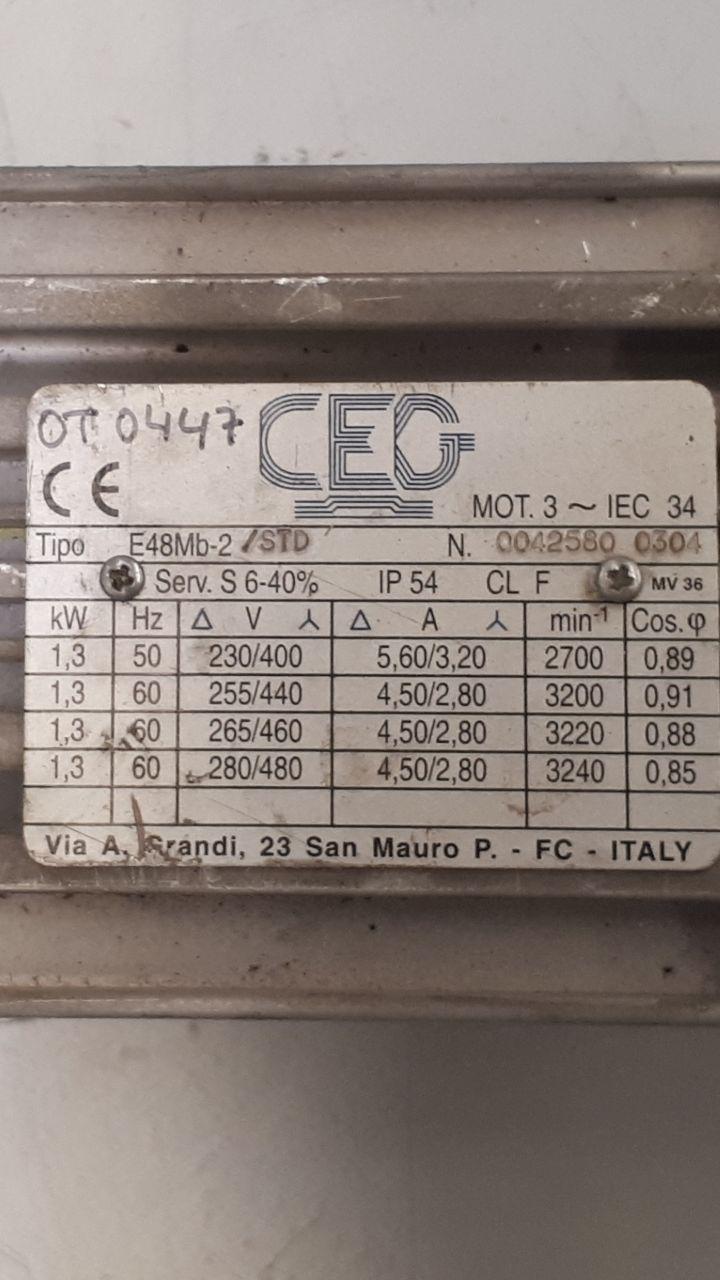 OT 0447
CEG
CE
MOT. 3 ~ IEC 34
Tipo E48Mb-2 /STD N. 0042580 0304
Serv. S 6-40% IP 54 CL F MV 36
kW Hz Δ V ⅄ Δ A ⅄ min-¹ Cos.φ
1,3 50 230/400 5,60/3,20 2700 0,89
1,3 60 255/440 4,50/2,80 3200 0,91
1,3 60 265/460 4,50/2,80 3220 0,88
1,3 60 280/480 4,50/2,80 3240 0,85
Via A. Grandi, 23 San Mauro P. - FC - ITALY